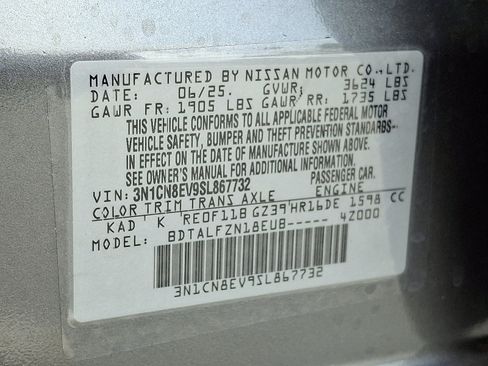 MANUFACTURED BY NISSAN MOTOR CO.,LTD.
DATE: 06/25. GVWR: 3624 LBS
GAWR FR: 1905 LBS GAWR/RR: 1735 LBS
THIS VEHICLE CONFORMS TO ALL APPLICABLE FEDERAL MOTOR
VEHICLE SAFETY, BUMPER AND THEFT PREVENTION STANDARDS
IN EFFECT ON THE DATE OF MANUFACTURE SHOWN ABOVE.
SEE OWNER'S MANUAL FOR ADDITIONAL INFORMATION.
VIN: 3N1CN8EV9SL867732 PASSENGER CAR.
COLOR TRIM TRANS AXLE ENGINE
KAD K RE0F11B GZ39 HR16DE 1598 CC
MODEL: BDTALFZN18EUB----- 4Z000
3N1CN8EV9SL867732